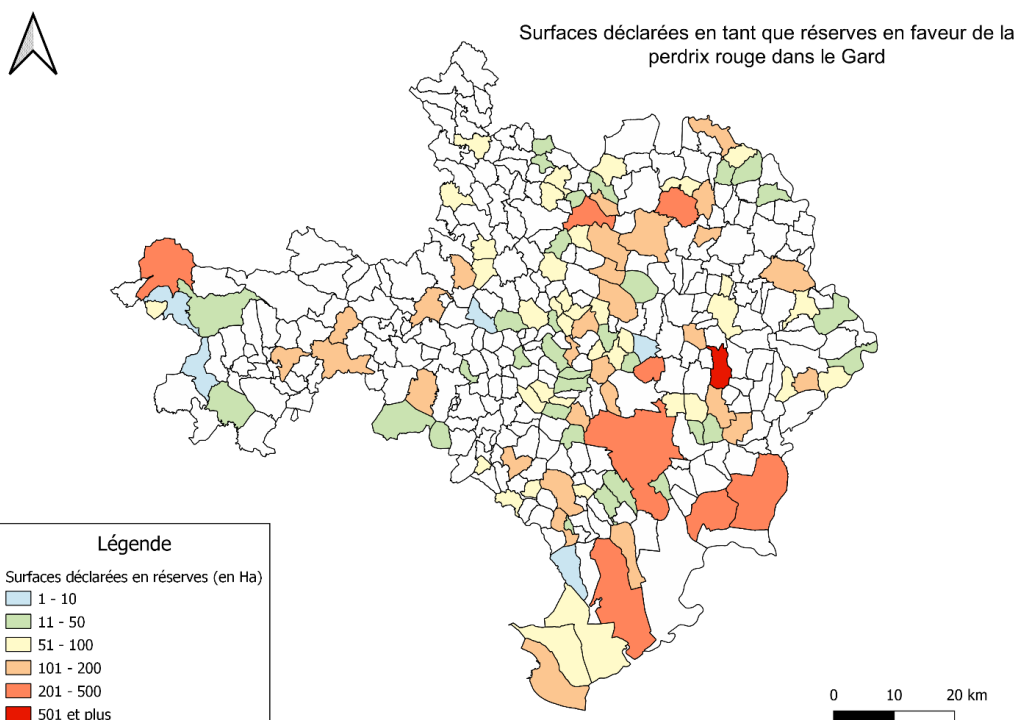 Surfaces déclarées en tant que réserves en faveur de la
perdrix rouge dans le Gard
Légende
Surfaces déclarées en réserves (en Ha)
1 - 10
11 - 50
51 - 100
101 - 200
201 - 500
501 et plus
0 10 20 km